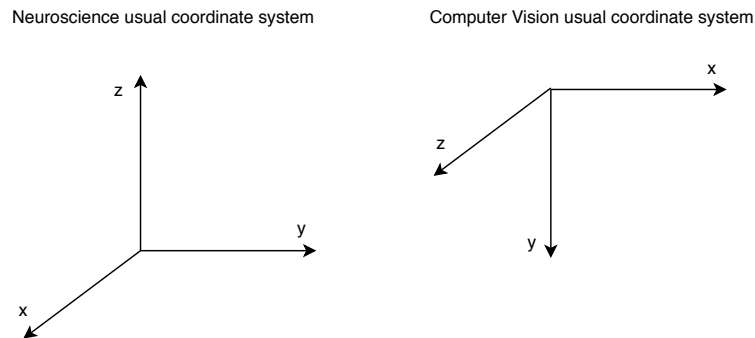 Neuroscience usual coordinate system
z
y
x
Computer Vision usual coordinate system
x
z
y